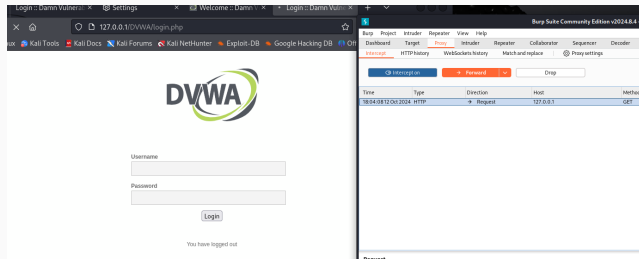 Login :: Damn Vulnerab × Settings × Welcome :: Damn V × Login :: Damn Vulne ×
127.0.0.1/DVWA/login.php
Kali Tools Kali Docs Kali Forums Kali NetHunter Exploit-DB Google Hacking DB Off
DVWA
Username
Password
Login
You have logged out
Burp Suite Community Edition v2024.8.4
Burp Project Intruder Repeater View Help
Dashboard Target Proxy Intruder Repeater Collaborator Sequencer Decoder
Intercept HTTP history WebSockets history Match and replace Proxy settings
Intercept on Forward Drop
Time Type Direction Host Method
18:04:08 12 Oct 2024 HTTP → Request 127.0.0.1 GET
Request